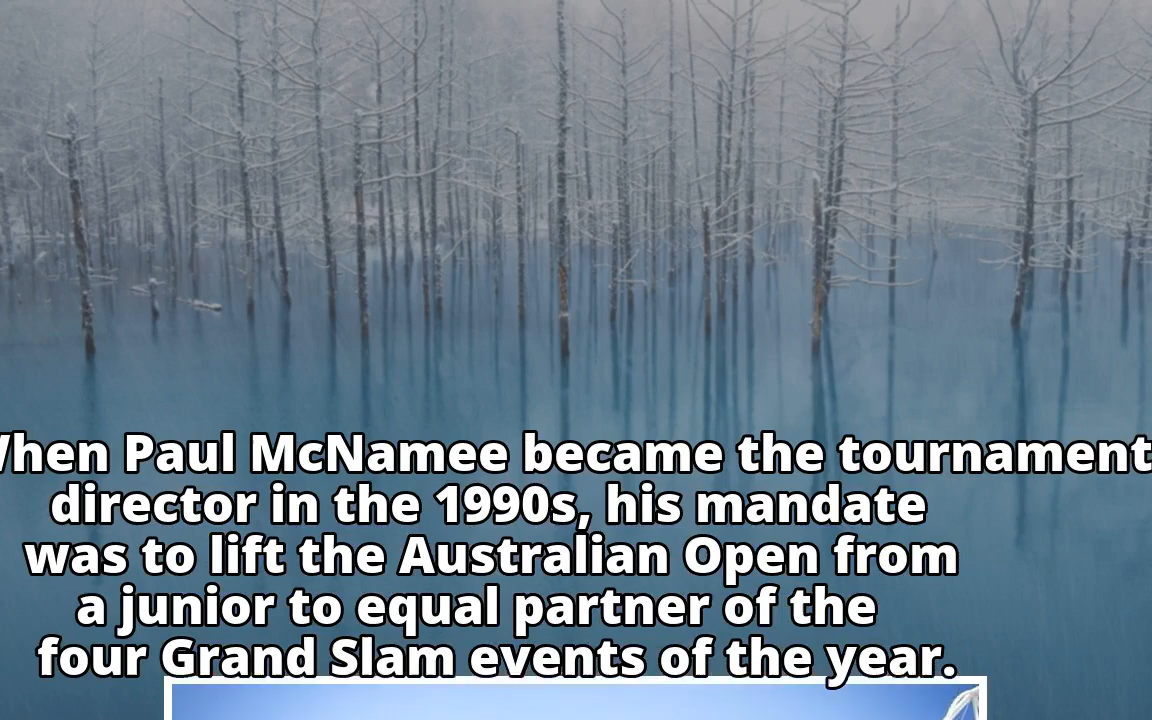 When Paul McNamee became the tournament
director in the 1990s, his mandate
was to lift the Australian Open from
a junior to equal partner of the
four Grand Slam events of the year.